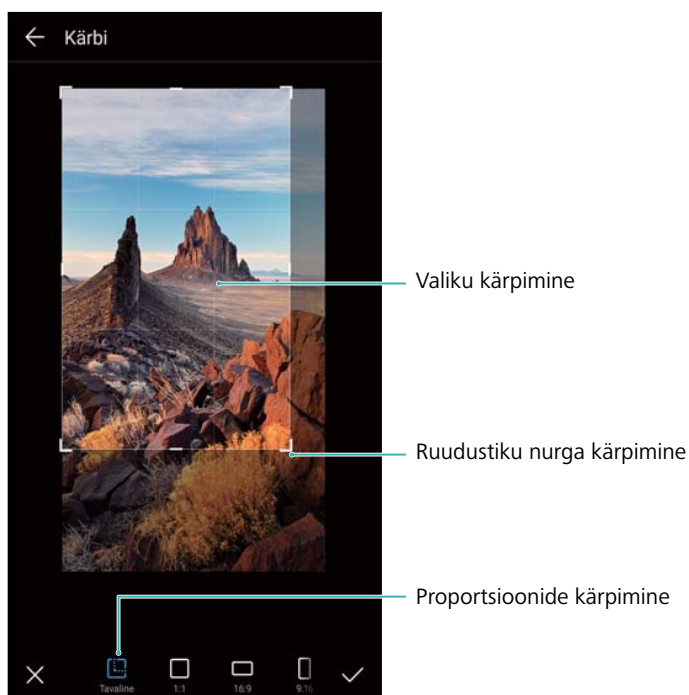 Kärbi
Valiku kärpimine
Ruudustiku nurga kärpimine
Proportsioonide kärpimine
Tavaline
1:1
16:9
9:16